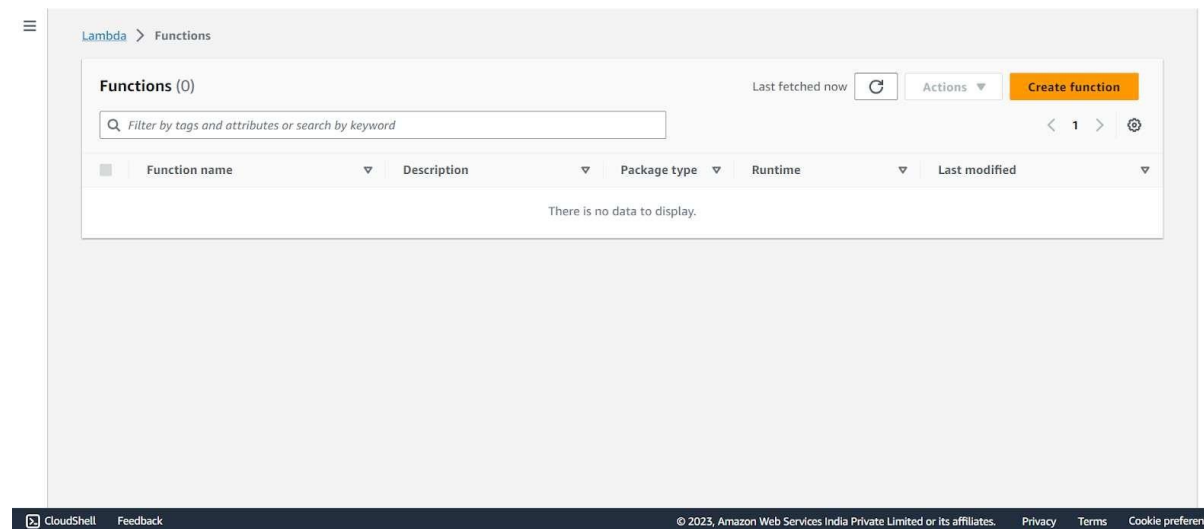 Lambda > Functions
Functions (0)
Last fetched now
Actions
Create function
Filter by tags and attributes or search by keyword
< 1 >
Function name Description Package type Runtime Last modified
There is no data to display.
CloudShell Feedback © 2023, Amazon Web Services India Private Limited or its affiliates. Privacy Terms Cookie preferen